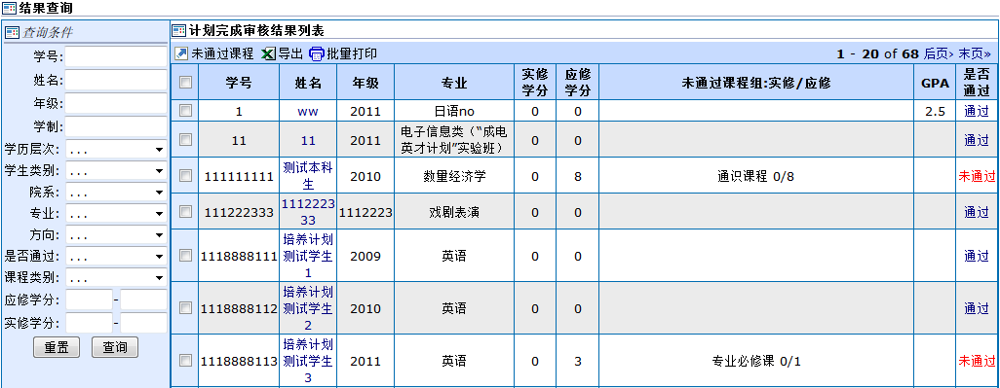 结果查询
查询条件
学号:
姓名:
年级:
学制:
学历层次: ...
学生类别: ...
院系: ...
专业: ...
方向: ...
是否通过: ...
课程类别: ...
应修学分: -
实修学分: -
重置 查询
计划完成审核结果列表
未通过课程 导出 批量打印 1 - 20 of 68 后页› 末页»
学号 姓名 年级 专业 实修学分 应修学分 未通过课程组:实修/应修 GPA 是否通过
1 ww 2011 日语no 0 0 2.5 通过
11 11 2011 电子信息类（“成电英才计划”实验班） 0 0 通过
111111111 测试本科生 2010 数量经济学 0 8 通识课程 0/8 未通过
111222333 111222333 1112223 戏剧表演 0 0 通过
1118888111 培养计划测试学生1 2009 英语 0 0 通过
1118888112 培养计划测试学生2 2010 英语 0 0 通过
1118888113 培养计划测试学生3 2011 英语 0 3 专业必修课 0/1 未通过